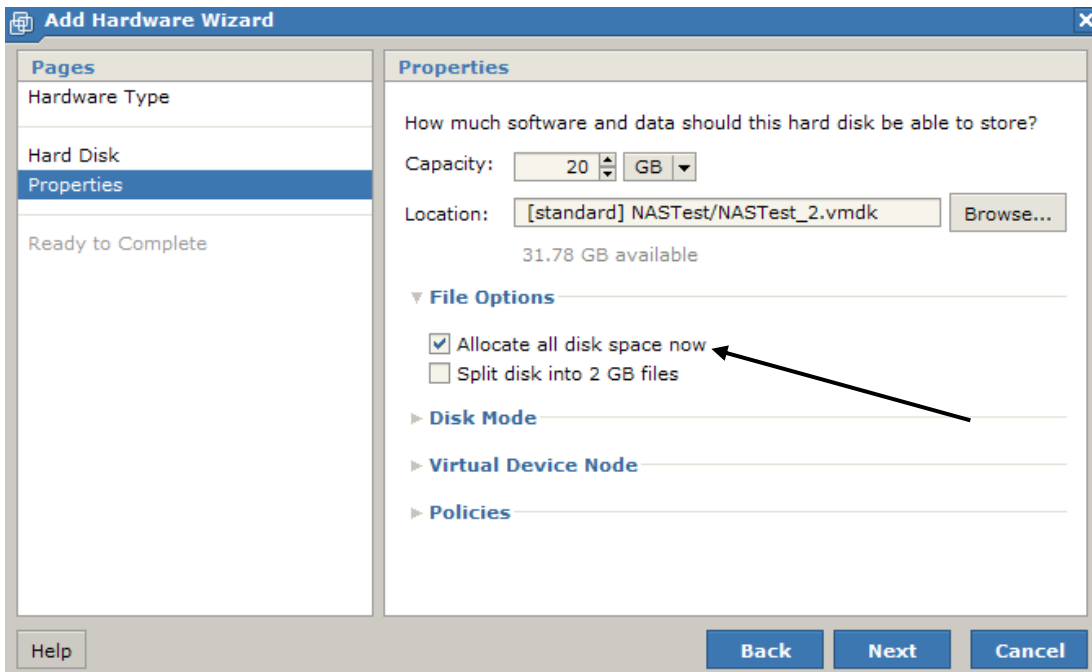 Add Hardware Wizard
Pages
Hardware Type
Hard Disk
Properties
Ready to Complete
Properties
How much software and data should this hard disk be able to store?
Capacity: 20 GB
Location: [standard] NASTest/NASTest_2.vmdk Browse...
31.78 GB available
File Options
Allocate all disk space now
Split disk into 2 GB files
Disk Mode
Virtual Device Node
Policies
Help Back Next Cancel